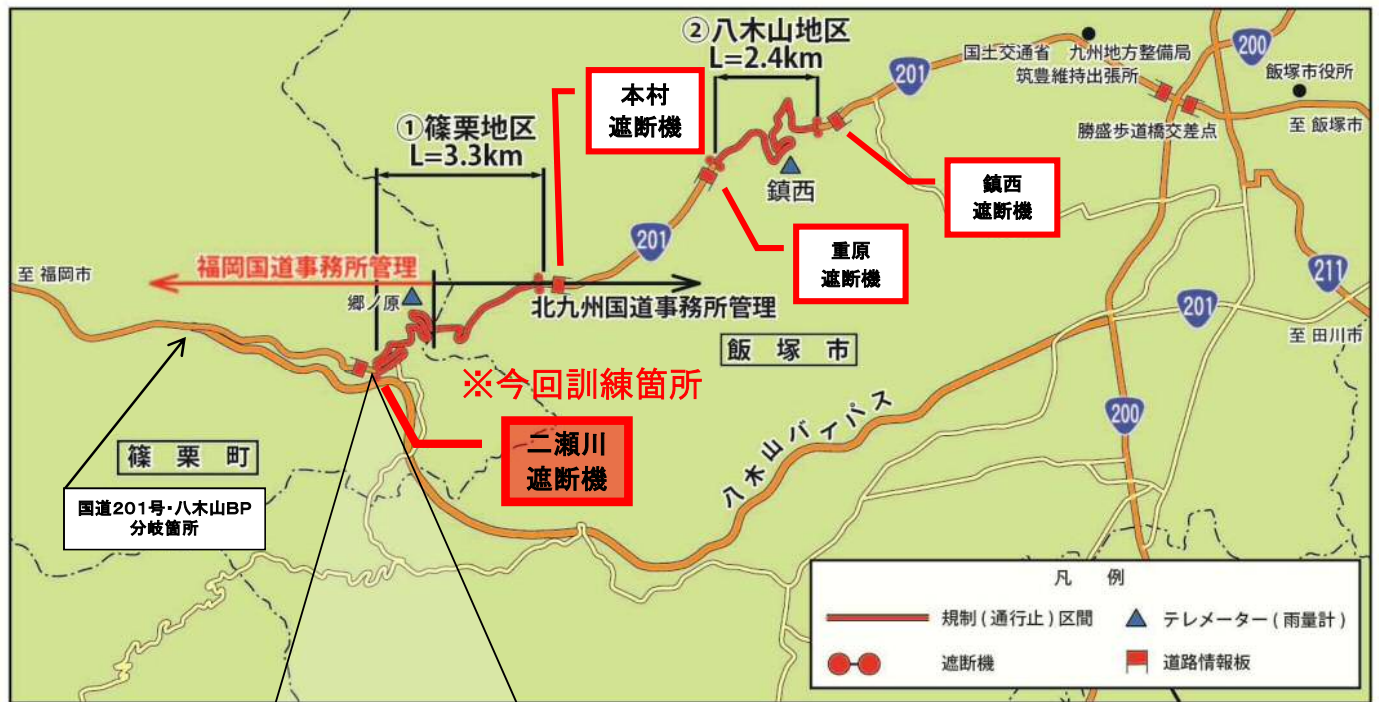 ②八木山地区
L=2.4km
国土交通省 九州地方整備局
筑豊維持出張所
200
飯塚市役所
201
本村
遮断機
①篠栗地区
L=3.3km
勝盛歩道橋交差点
至 飯塚市
鎮西
鎮西
遮断機
重原
遮断機
201
至 福岡市
福岡国道事務所管理
郷ノ原
北九州国道事務所管理
211
201
至 田川市
飯塚市
※今回訓練箇所
八木山バイパス
200
篠栗町
二瀬川
遮断機
国道201号・八木山BP
分岐箇所
凡 例
規制(通行止)区間
テレメーター(雨量計)
遮断機
道路情報板